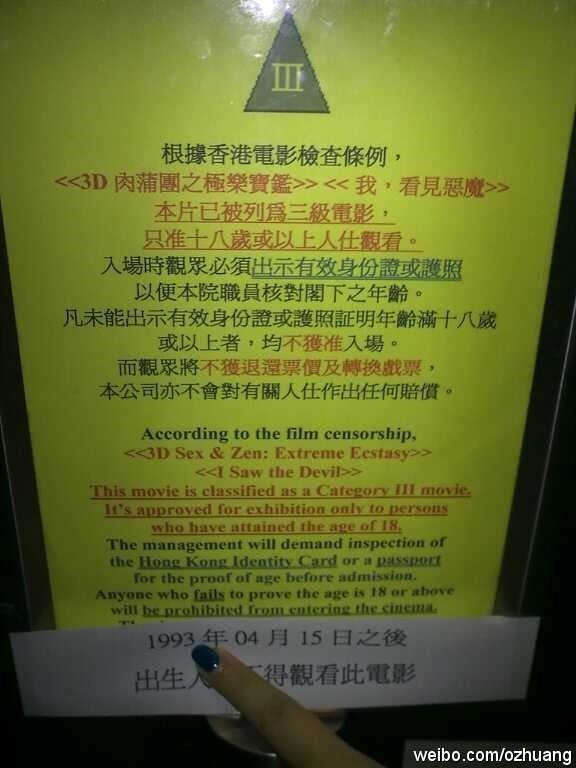 III
根據香港電影檢查條例，
<<3D 肉蒲團之極樂寶鑑>> << 我，看見惡魔>>
本片已被列爲三級電影，
只准十八歲或以上人仕觀看。
入場時觀眾必須出示有效身份證或護照
以便本院職員核對閣下之年齡。
凡未能出示有效身份證或護照証明年齡滿十八歲
或以上者，均不獲准入場。
而觀眾將不獲退還票價及轉換戲票，
本公司亦不會對有關人仕作出任何賠償。
According to the film censorship,
<<3D Sex & Zen: Extreme Ecstasy>>
<<I Saw the Devil>>
This movie is classified as a Category III movie.
It's approved for exhibition only to persons
who have attained the age of 18.
The management will demand inspection of
the Hong Kong Identity Card or a passport
for the proof of age before admission.
Anyone who fails to prove the age is 18 or above
will be prohibited from entering the cinema.
1993 年 04 月 15 日之後
出生人 得觀看此電影
weibo.com/ozhuang